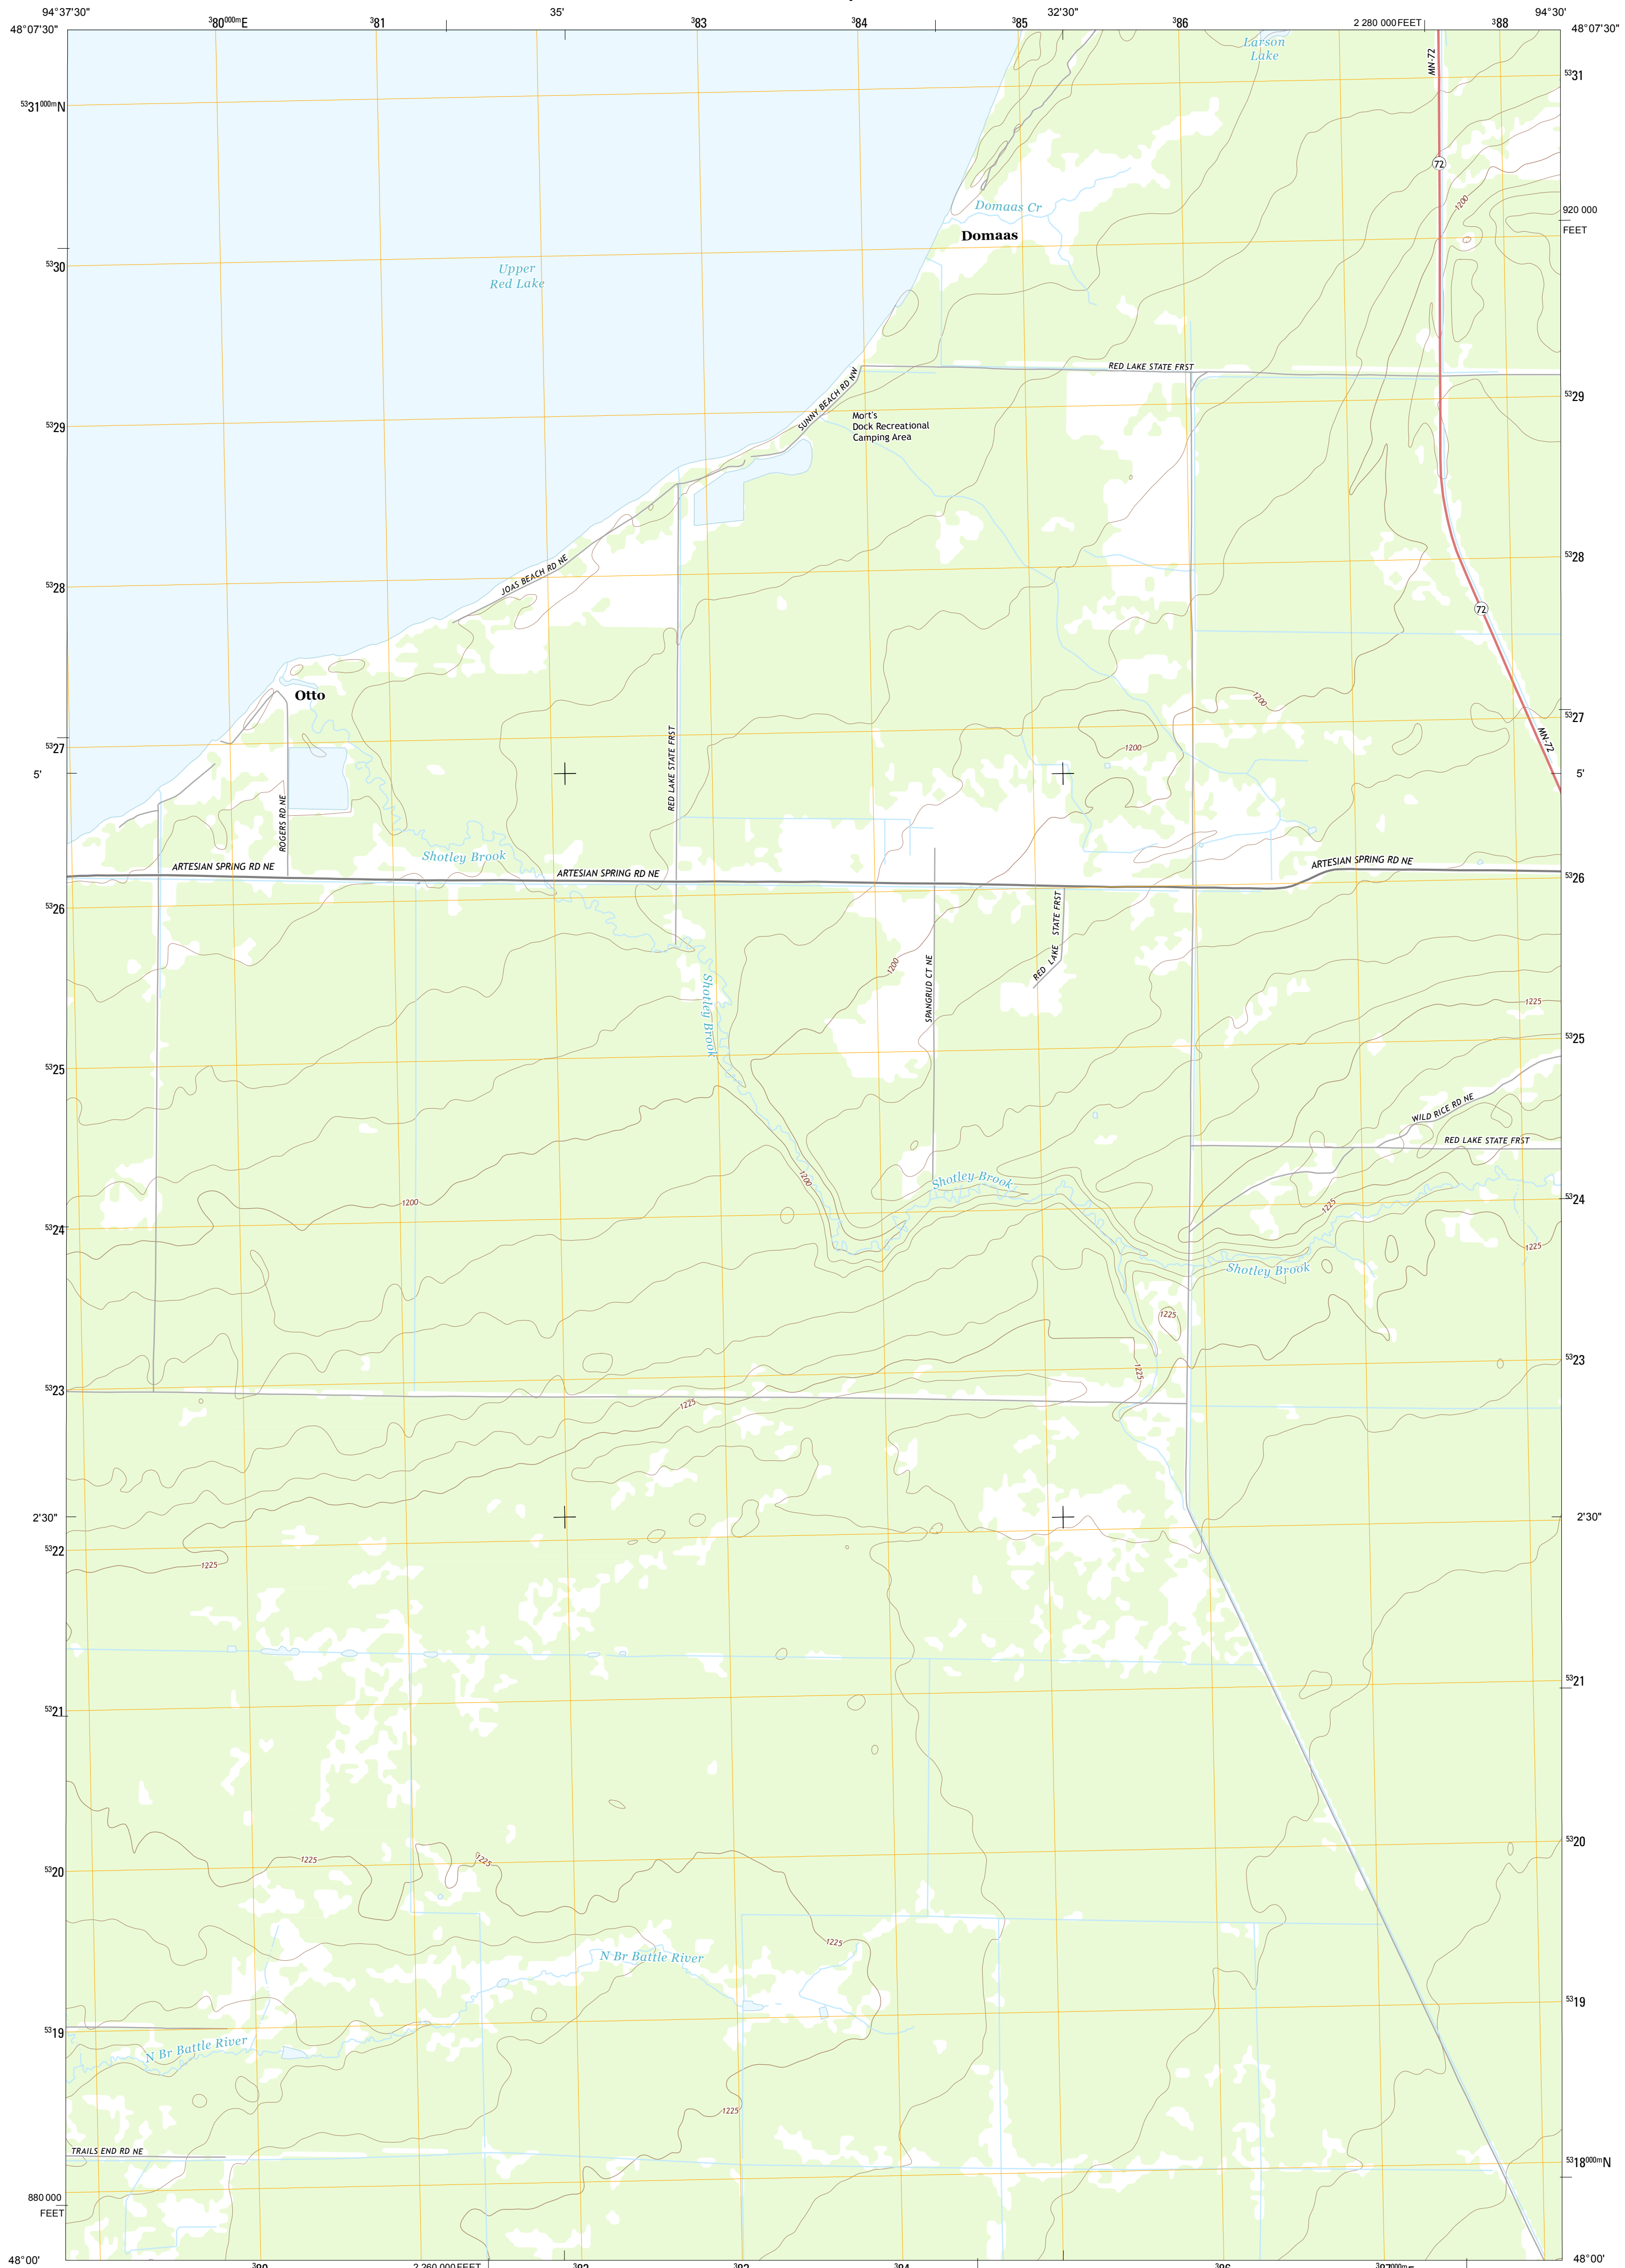 94°37'30"
³80⁰⁰⁰ᵐE
³81
35'
³83
³84
³85
32'30"
³86
2 280 000 FEET
³88
94°30'
48°07'30"
48°07'30"
Larson
Lake
MN-72
⁵³31
⁵³31⁰⁰⁰ᵐN
72
1200
Domaas Cr
920 000
FEET
Domaas
⁵³30
Upper
Red Lake
RED LAKE STATE FRST
SUNNY BEACH RD NW
⁵³29
Mort's
Dock Recreational
Camping Area
⁵³29
⁵³28
JOAS BEACH RD NE
⁵³28
72
Otto
1200
⁵³27
MN-72
⁵³27
1200
5'
5'
RED LAKE STATE FRST
ROGERS RD NE
Shotley Brook
ARTESIAN SPRING RD NE
ARTESIAN SPRING RD NE
ARTESIAN SPRING RD NE
⁵³26
⁵³26
RED LAKE STATE FRST
1200
SPANGRUD CT NE
Shotley Brook
1225
⁵³25
⁵³25
WILD RICE RD NE
RED LAKE STATE FRST
1200
Shotley Brook
1200
1225
⁵³24
⁵³24
1225
Shotley Brook
1225
1225
⁵³23
⁵³23
1225
2'30"
2'30"
⁵³22
1225
⁵³21
⁵³21
⁵³20
1225
1225
⁵³20
1225
N Br Battle River
⁵³19
⁵³19
N Br Battle River
1225
TRAILS END RD NE
⁵³18⁰⁰⁰ᵐN
880 000
FEET
48°00'
48°00'
2 260 000 FEET